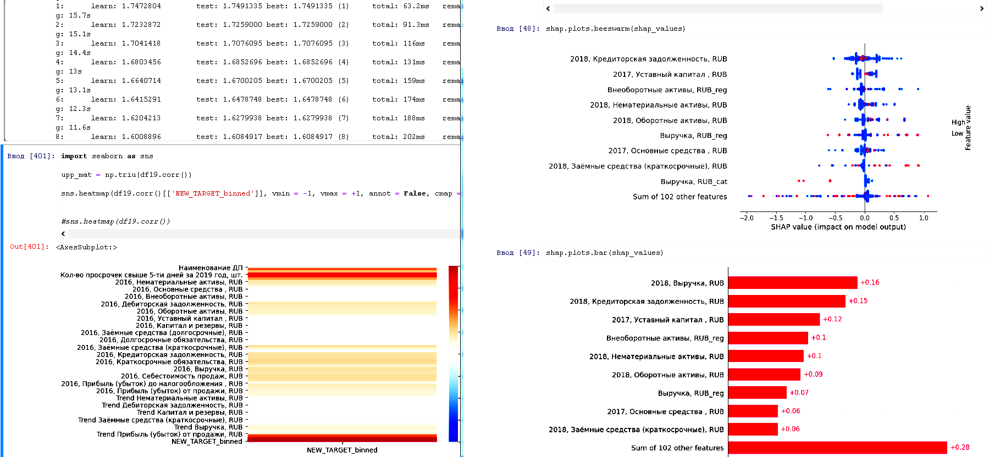 1: learn: 1.7472804 test: 1.7491335 best: 1.7491335 (1) total: 63.2ms rema
g: 15.7s
2: learn: 1.7232872 test: 1.7259000 best: 1.7259000 (2) total: 91.3ms rema
g: 15.1s
3: learn: 1.7041418 test: 1.7076095 best: 1.7076095 (3) total: 116ms rema
g: 14.4s
4: learn: 1.6803456 test: 1.6852696 best: 1.6852696 (4) total: 131ms rema
g: 13s
5: learn: 1.6640714 test: 1.6700205 best: 1.6700205 (5) total: 159ms rema
g: 13.1s
6: learn: 1.6415291 test: 1.6478748 best: 1.6478748 (6) total: 174ms rema
g: 12.3s
7: learn: 1.6204213 test: 1.6279938 best: 1.6279938 (7) total: 188ms rema
g: 11.6s
8: learn: 1.6008896 test: 1.6084917 best: 1.6084917 (8) total: 202ms rema
Ввод [401]: import seaborn as sns
upp_mat = np.triu(df19.corr())
sns.heatmap(df19.corr()[['NEW_TARGET_binned']], vmin = -1, vmax = +1, annot = False, cmap =
#sns.heatmap(df19.corr())
Out[401]: <AxesSubplot:>
Наименование ДП
Кол-во просрочек свыше 5-ти дней за 2019 год, шт.
2016, Нематериальные активы, RUB
2016, Основные средства , RUB
2016, Внеоборотные активы, RUB
2016, Дебиторская задолженность, RUB
2016, Оборотные активы, RUB
2016, Уставный капитал , RUB
2016, Капитал и резервы, RUB
2016, Заёмные средства (долгосрочные), RUB
2016, Долгосрочные обязательства, RUB
2016, Заёмные средства (краткосрочные), RUB
2016, Кредиторская задолженность, RUB
2016, Краткосрочные обязательства, RUB
2016, Выручка, RUB
2016, Себестоимость продаж, RUB
2016, Прибыль (убыток) до налогообложения , RUB
2016, Прибыль (убыток) от продажи, RUB
Trend Нематериальные активы, RUB
Trend Дебиторская задолженность, RUB
Trend Капитал и резервы, RUB
Trend Заёмные средства (краткосрочные), RUB
Trend Выручка, RUB
Trend Прибыль (убыток) от продажи, RUB
NEW_TARGET_binned
NEW_TARGET_binned
Ввод [48]: shap.plots.beeswarm(shap_values)
2018, Кредиторская задолженность, RUB
2017, Уставный капитал , RUB
Внеоборотные активы, RUB_reg
2018, Нематериальные активы, RUB
2018, Оборотные активы, RUB
Выручка, RUB_reg
2017, Основные средства , RUB
2018, Заёмные средства (краткосрочные), RUB
Выручка, RUB_cat
Sum of 102 other features
High
Low
Feature value
−2.0 −1.5 −1.0 −0.5 0.0 0.5 1.0
SHAP value (impact on model output)
Ввод [49]: shap.plots.bar(shap_values)
2018, Выручка, RUB +0.16
2018, Кредиторская задолженность, RUB +0.15
2017, Уставный капитал , RUB +0.12
Внеоборотные активы, RUB_reg +0.1
2018, Нематериальные активы, RUB +0.1
2018, Оборотные активы, RUB +0.09
Выручка, RUB_reg +0.07
2017, Основные средства , RUB +0.06
2018, Заёмные средства (краткосрочные), RUB +0.06
Sum of 102 other features +0.28